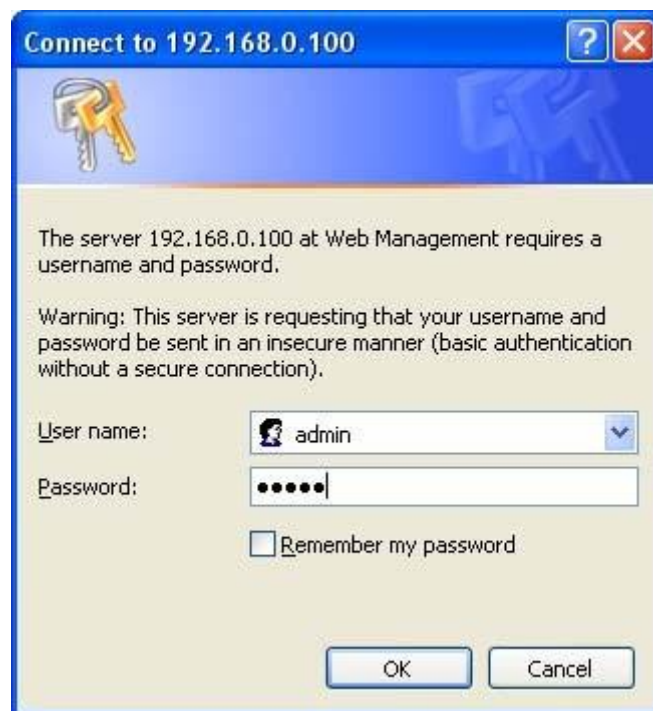 Connect to 192.168.0.100
The server 192.168.0.100 at Web Management requires a
username and password.
Warning: This server is requesting that your username and
password be sent in an insecure manner (basic authentication
without a secure connection).
User name:
admin
Password:
•••••
Remember my password
OK
Cancel